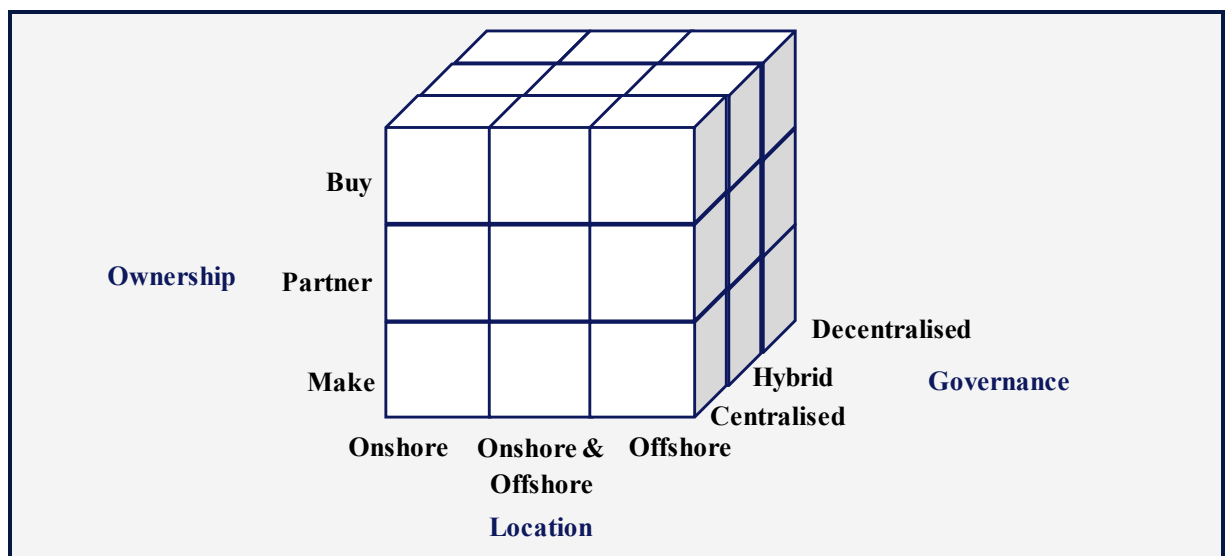 Buy
Ownership
Partner
Make
Decentralised
Hybrid
Governance
Centralised
Onshore
Onshore &
Offshore
Offshore
Location